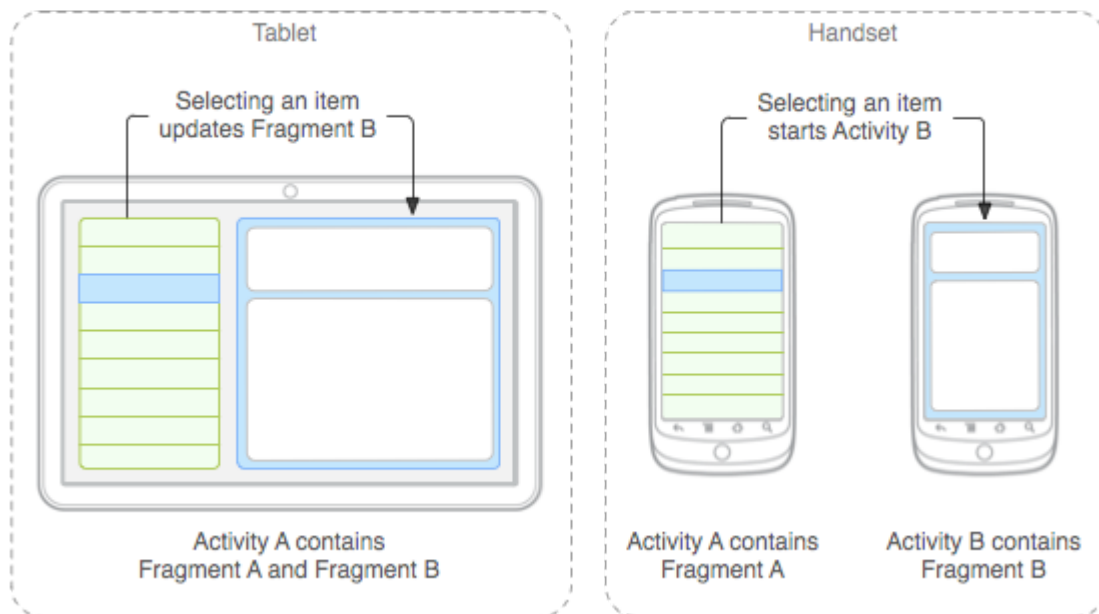 Tablet
Selecting an item
updates Fragment B
Activity A contains
Fragment A and Fragment B
Handset
Selecting an item
starts Activity B
Activity A contains
Fragment A
Activity B contains
Fragment B